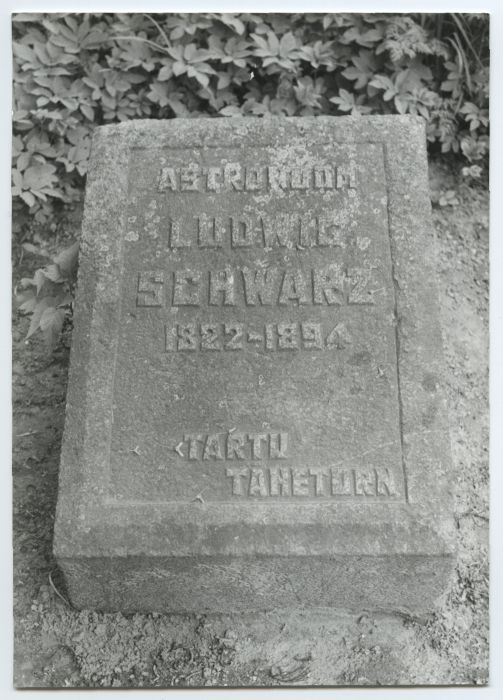 ASTRONOOM
LUDWIG
SCHWARZ
1822-1894
TARTU
TÄHETORN